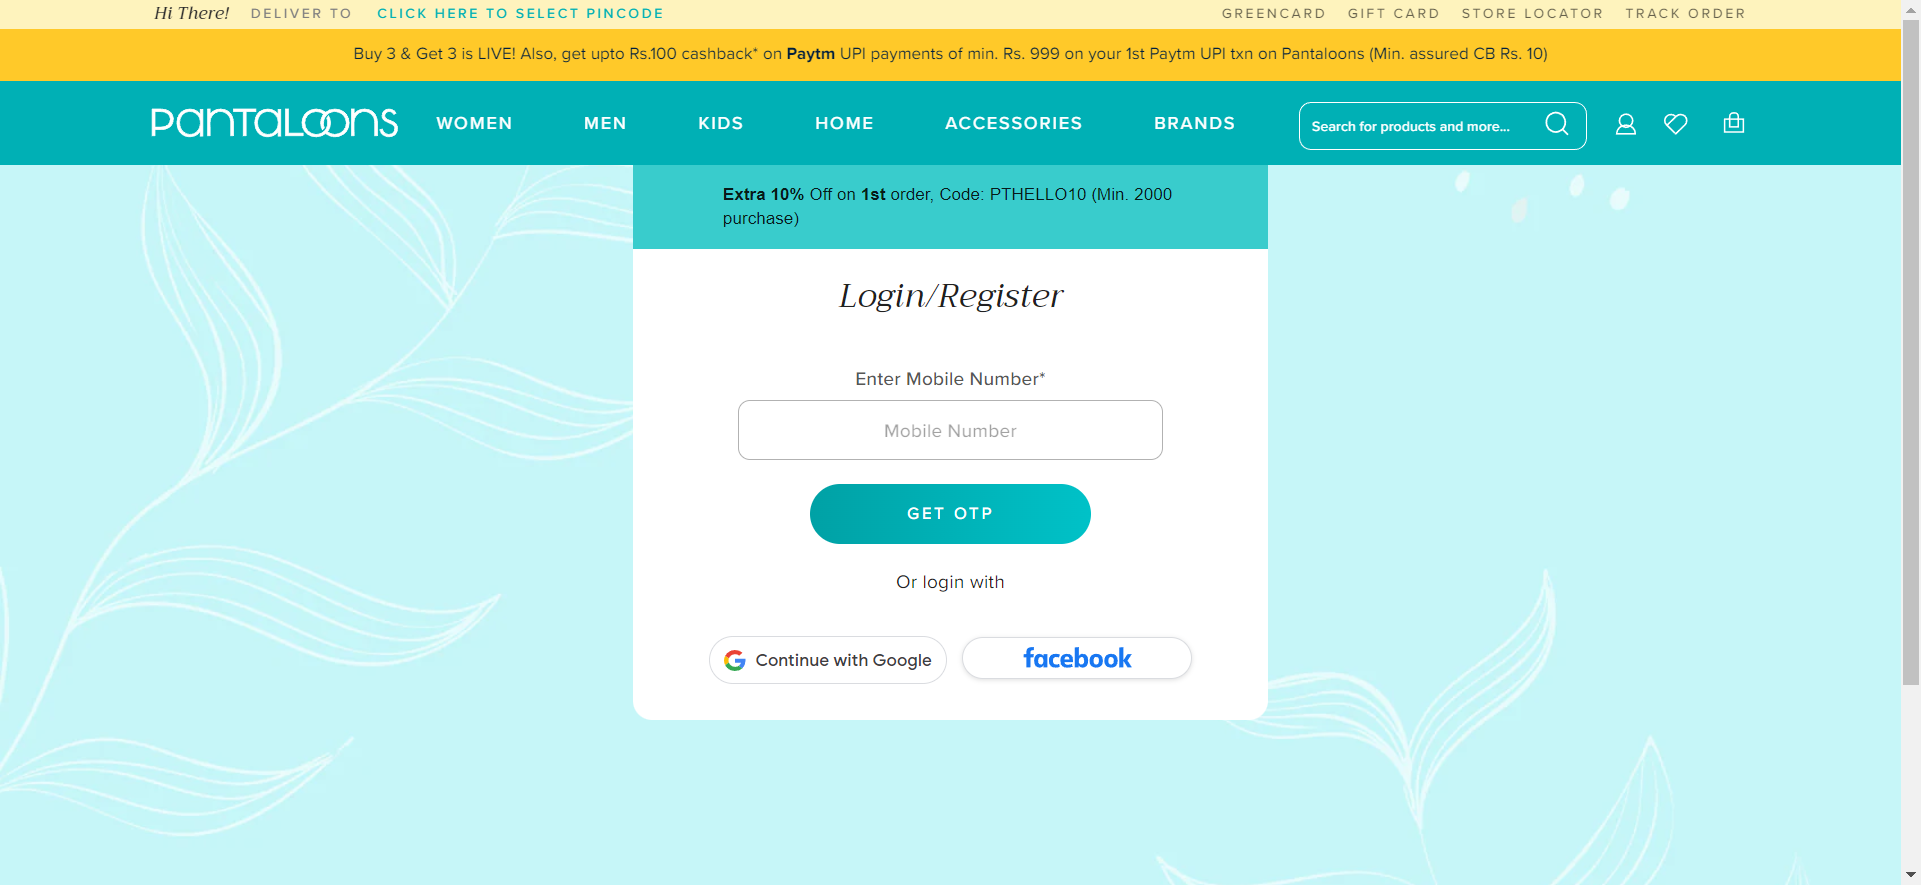 Hi There! DELIVER TO CLICK HERE TO SELECT PINCODE GREENCARD GIFT CARD STORE LOCATOR TRACK ORDER
Buy 3 & Get 3 is LIVE! Also, get upto Rs.100 cashback* on Paytm UPI payments of min. Rs. 999 on your 1st Paytm UPI txn on Pantaloons (Min. assured CB Rs. 10)
PANTALOONS WOMEN MEN KIDS HOME ACCESSORIES BRANDS Search for products and more...
Extra 10% Off on 1st order, Code: PTHELLO10 (Min. 2000
purchase)
Login/Register
Enter Mobile Number*
Mobile Number
GET OTP
Or login with
Continue with Google facebook